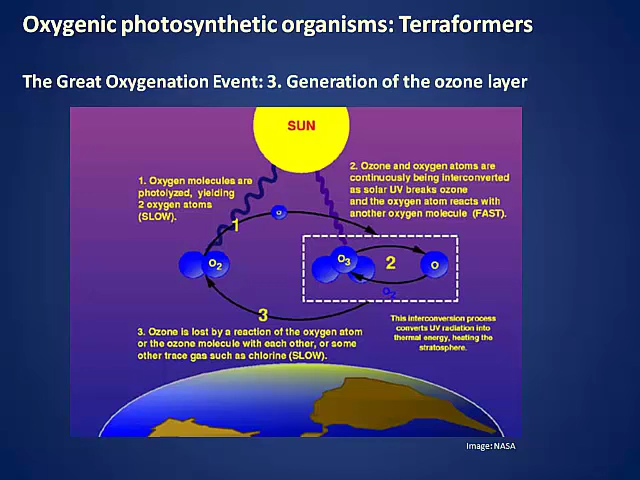 Oxygenic photosynthetic organisms: Terraformers
The Great Oxygenation Event: 3. Generation of the ozone layer
SUN
1. Oxygen molecules are
photolyzed, yielding
2 oxygen atoms
(SLOW).
2. Ozone and oxygen atoms are
continuously being interconverted
as solar UV breaks ozone
and the oxygen atom reacts with
another oxygen molecule (FAST).
1
O
O2
O3
2
O
O2
3
3. Ozone is lost by a reaction of the oxygen atom
or the ozone molecule with each other, or some
other trace gas such as chlorine (SLOW).
This interconversion process
converts UV radiation into
thermal energy, heating the
stratosphere.
Image: NASA